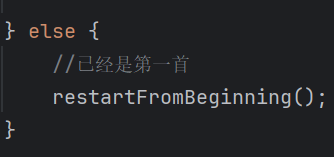 } else {
//已经是第一首
restartFromBeginning();
}